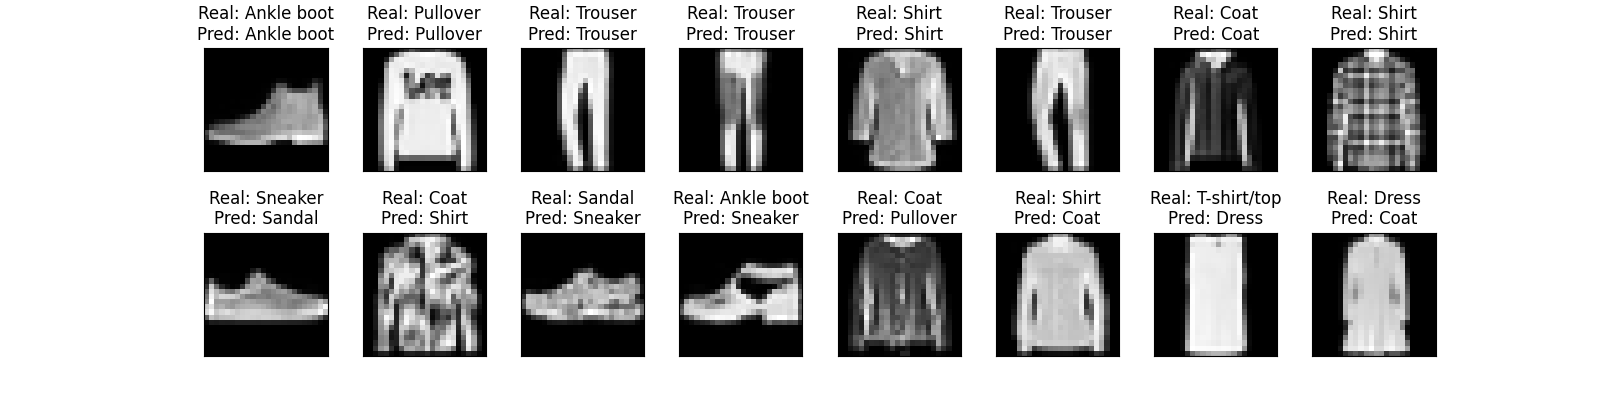 Real: Ankle boot
Pred: Ankle boot
Real: Pullover
Pred: Pullover
Real: Trouser
Pred: Trouser
Real: Trouser
Pred: Trouser
Real: Shirt
Pred: Shirt
Real: Trouser
Pred: Trouser
Real: Coat
Pred: Coat
Real: Shirt
Pred: Shirt
Lee
Real: Sneaker
Pred: Sandal
Real: Coat
Pred: Shirt
Real: Sandal
Pred: Sneaker
Real: Ankle boot
Pred: Sneaker
Real: Coat
Pred: Pullover
Real: Shirt
Pred: Coat
Real: T-shirt/top
Pred: Dress
Real: Dress
Pred: Coat